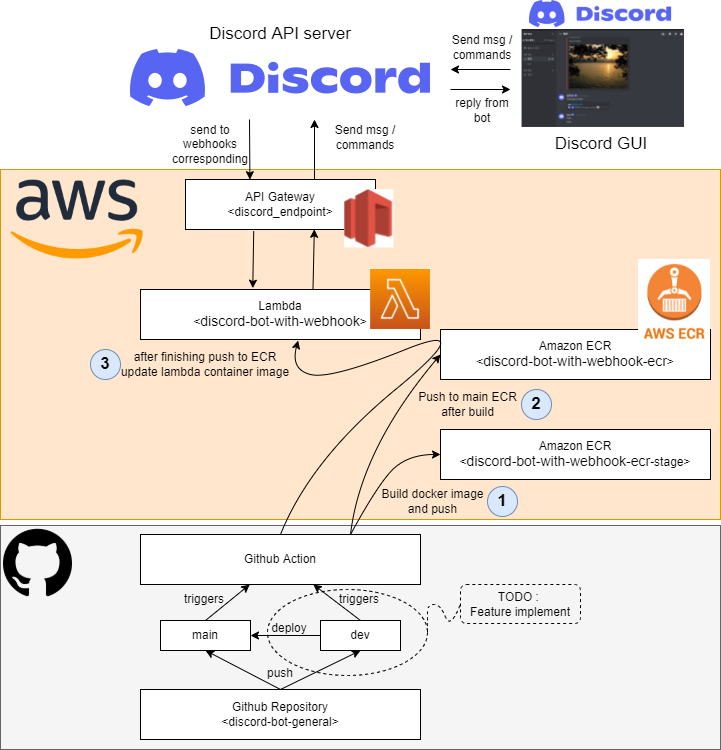 Discord API server
Discord
Discord
Send msg /
commands
reply from
bot
Discord GUI
send to
webhooks
corresponding
Send msg /
commands
aws
API Gateway
<discord_endpoint>
Lambda
<discord-bot-with-webhook>
AWS ECR
3
after finishing push to ECR
update lambda container image
Amazon ECR
<discord-bot-with-webhook-ecr>
Push to main ECR
after build
2
Amazon ECR
<discord-bot-with-webhook-ecr-stage>
Build docker image
and push
1
Github Action
triggers
triggers
TODO :
Feature implement
main
deploy
dev
push
Github Repository
<discord-bot-general>